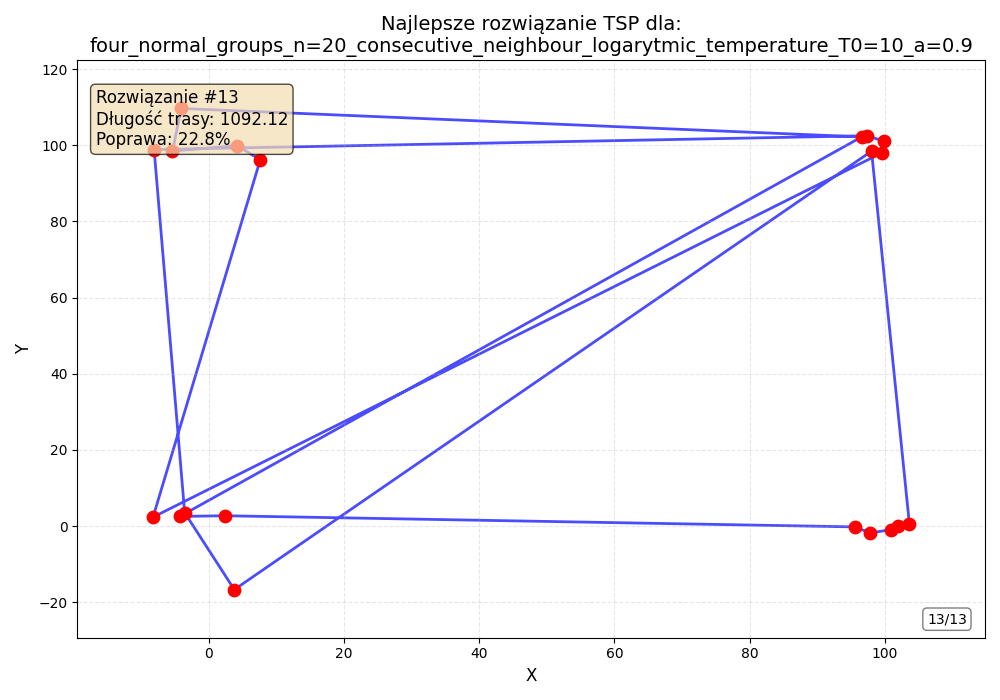 Najlepsze rozwiązanie TSP dla:
four_normal_groups_n=20_consecutive_neighbour_logarytmic_temperature_T0=10_a=0.9
Rozwiązanie #13
Długość trasy: 1092.12
Poprawa: 22.8%
120
100
80
60
40
20
0
−20
Y
13/13
0
20
40
60
80
100
X